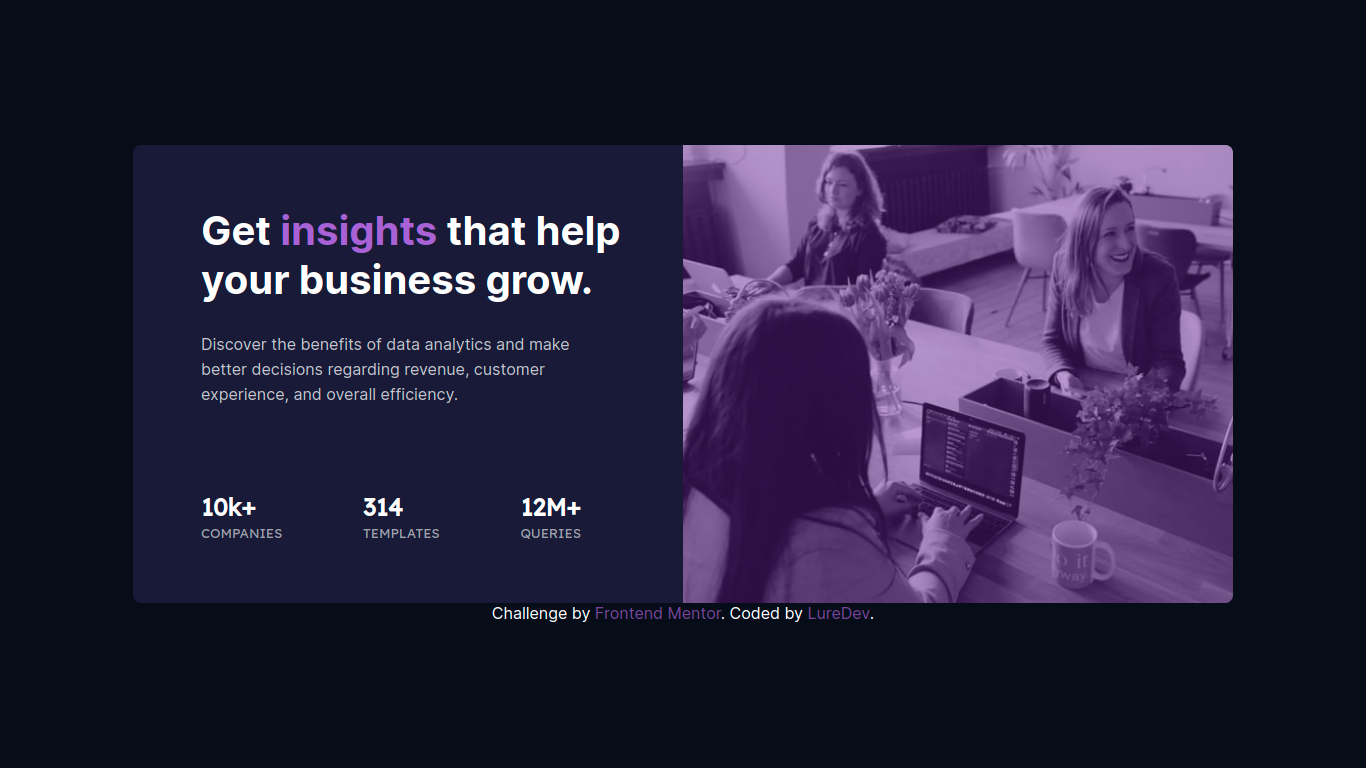 Get insights that help
your business grow.
Discover the benefits of data analytics and make
better decisions regarding revenue, customer
experience, and overall efficiency.
10k+ 314 12M+
COMPANIES TEMPLATES QUERIES
Challenge by Frontend Mentor. Coded by LureDev.